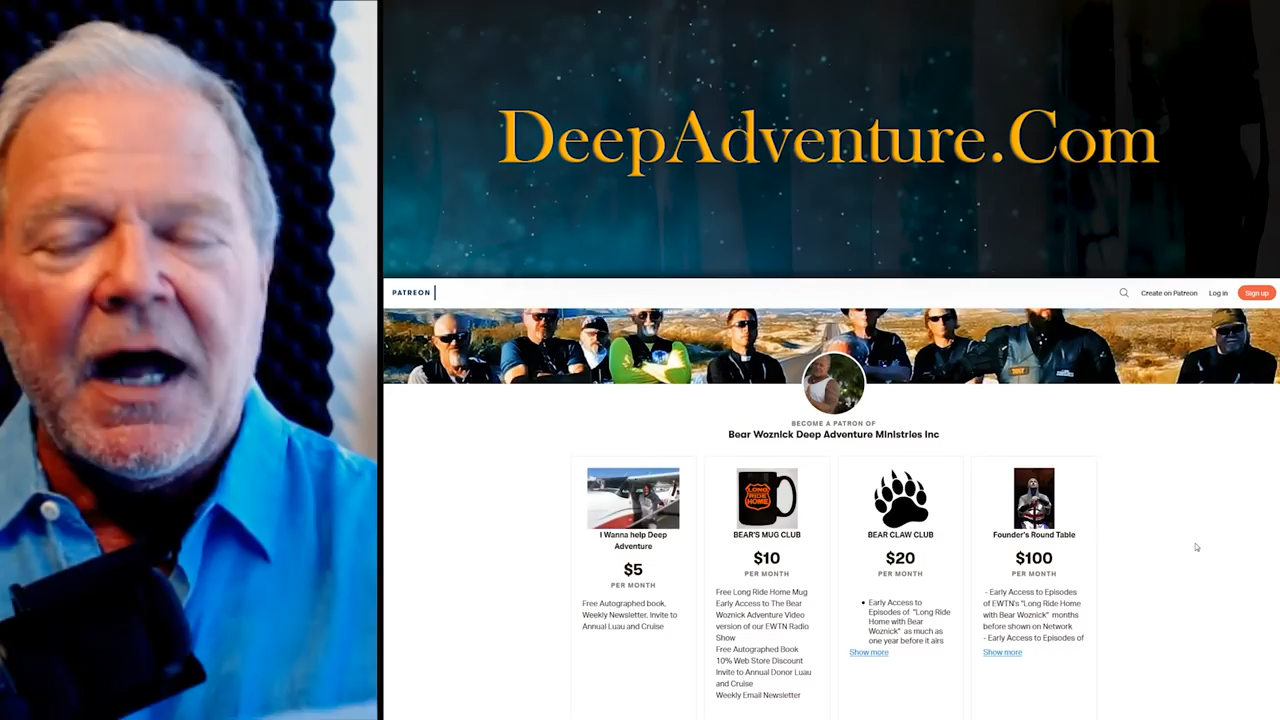 DeepAdventure.Com
PATREON
Create on Patreon
Log in
Sign up
BECOME A PATRON OF
Bear Woznick Deep Adventure Ministries Inc
I Wanna help Deep
Adventure
$5
PER MONTH
Free Autographed book,
Weekly Newsletter, Invite to
Annual Luau and Cruise
LONG
RIDE
HOME
BEAR'S MUG CLUB
$10
PER MONTH
Free Long Ride Home Mug
Early Access to The Bear
Woznick Adventure Video
version of our EWTN Radio
Show
Free Autographed Book
10% Web Store Discount
Invite to Annual Donor Luau
and Cruise
Weekly Email Newsletter
BEAR CLAW CLUB
$20
PER MONTH
• Early Access to
Episodes of "Long Ride
Home with Bear
Woznick" as much as
one year before it airs
Show more
Founder's Round Table
$100
PER MONTH
- Early Access to Episodes
of EWTN's "Long Ride Home
with Bear Woznick" months
before shown on Network
- Early Access to Episodes of
Show more